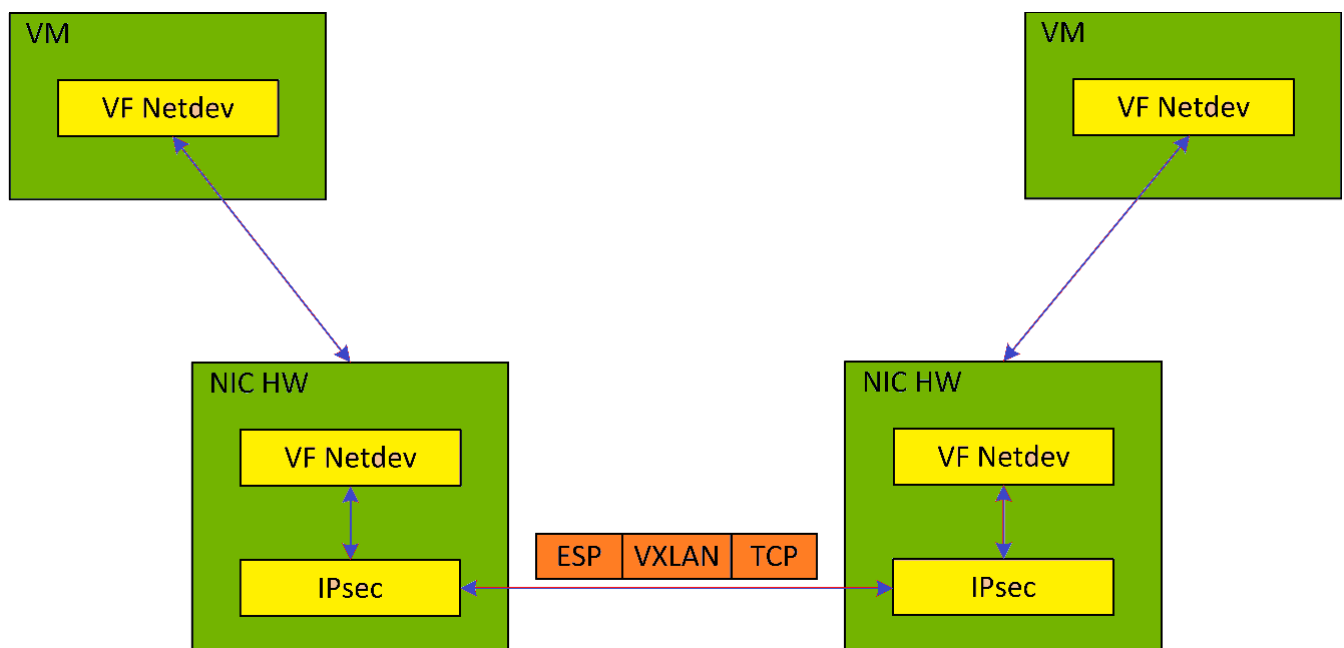 VM
VF Netdev
VM
VF Netdev
NIC HW
VF Netdev
IPsec
ESP VXLAN TCP
NIC HW
VF Netdev
IPsec